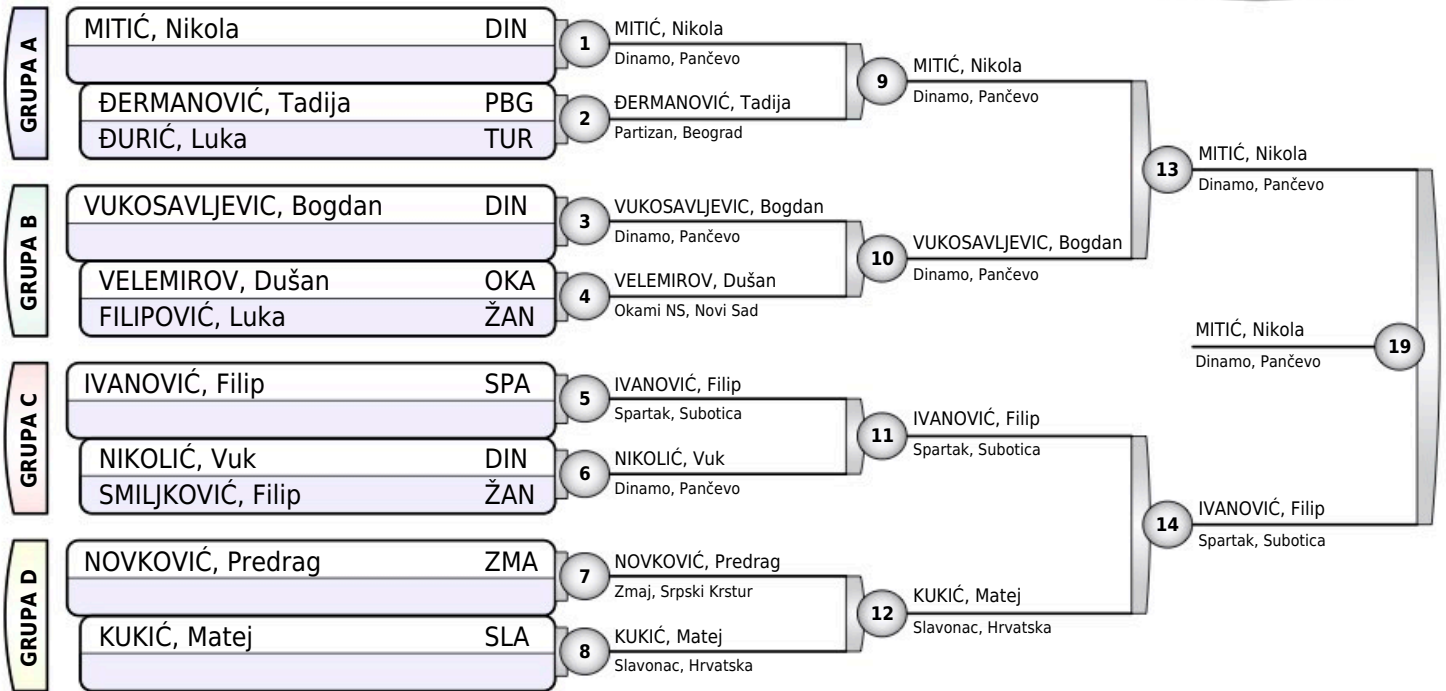 GRUPA A
MITIĆ, Nikola DIN
ĐERMANOVIĆ, Tadija PBG
ĐURIĆ, Luka TUR
GRUPA B
VUKOSAVLJEVIC, Bogdan DIN
VELEMIROV, Dušan OKA
FILIPOVIĆ, Luka ŽAN
GRUPA C
IVANOVIĆ, Filip SPA
NIKOLIĆ, Vuk DIN
SMILJKOVIĆ, Filip ŽAN
GRUPA D
NOVKOVIĆ, Predrag ZMA
KUKIĆ, Matej SLA
1
MITIĆ, Nikola
Dinamo, Pančevo
2
ĐERMANOVIĆ, Tadija
Partizan, Beograd
3
VUKOSAVLJEVIC, Bogdan
Dinamo, Pančevo
4
VELEMIROV, Dušan
Okami NS, Novi Sad
5
IVANOVIĆ, Filip
Spartak, Subotica
6
NIKOLIĆ, Vuk
Dinamo, Pančevo
7
NOVKOVIĆ, Predrag
Zmaj, Srpski Krstur
8
KUKIĆ, Matej
Slavonac, Hrvatska
9
MITIĆ, Nikola
Dinamo, Pančevo
10
VUKOSAVLJEVIC, Bogdan
Dinamo, Pančevo
11
IVANOVIĆ, Filip
Spartak, Subotica
12
KUKIĆ, Matej
Slavonac, Hrvatska
13
MITIĆ, Nikola
Dinamo, Pančevo
14
IVANOVIĆ, Filip
Spartak, Subotica
MITIĆ, Nikola
Dinamo, Pančevo
19